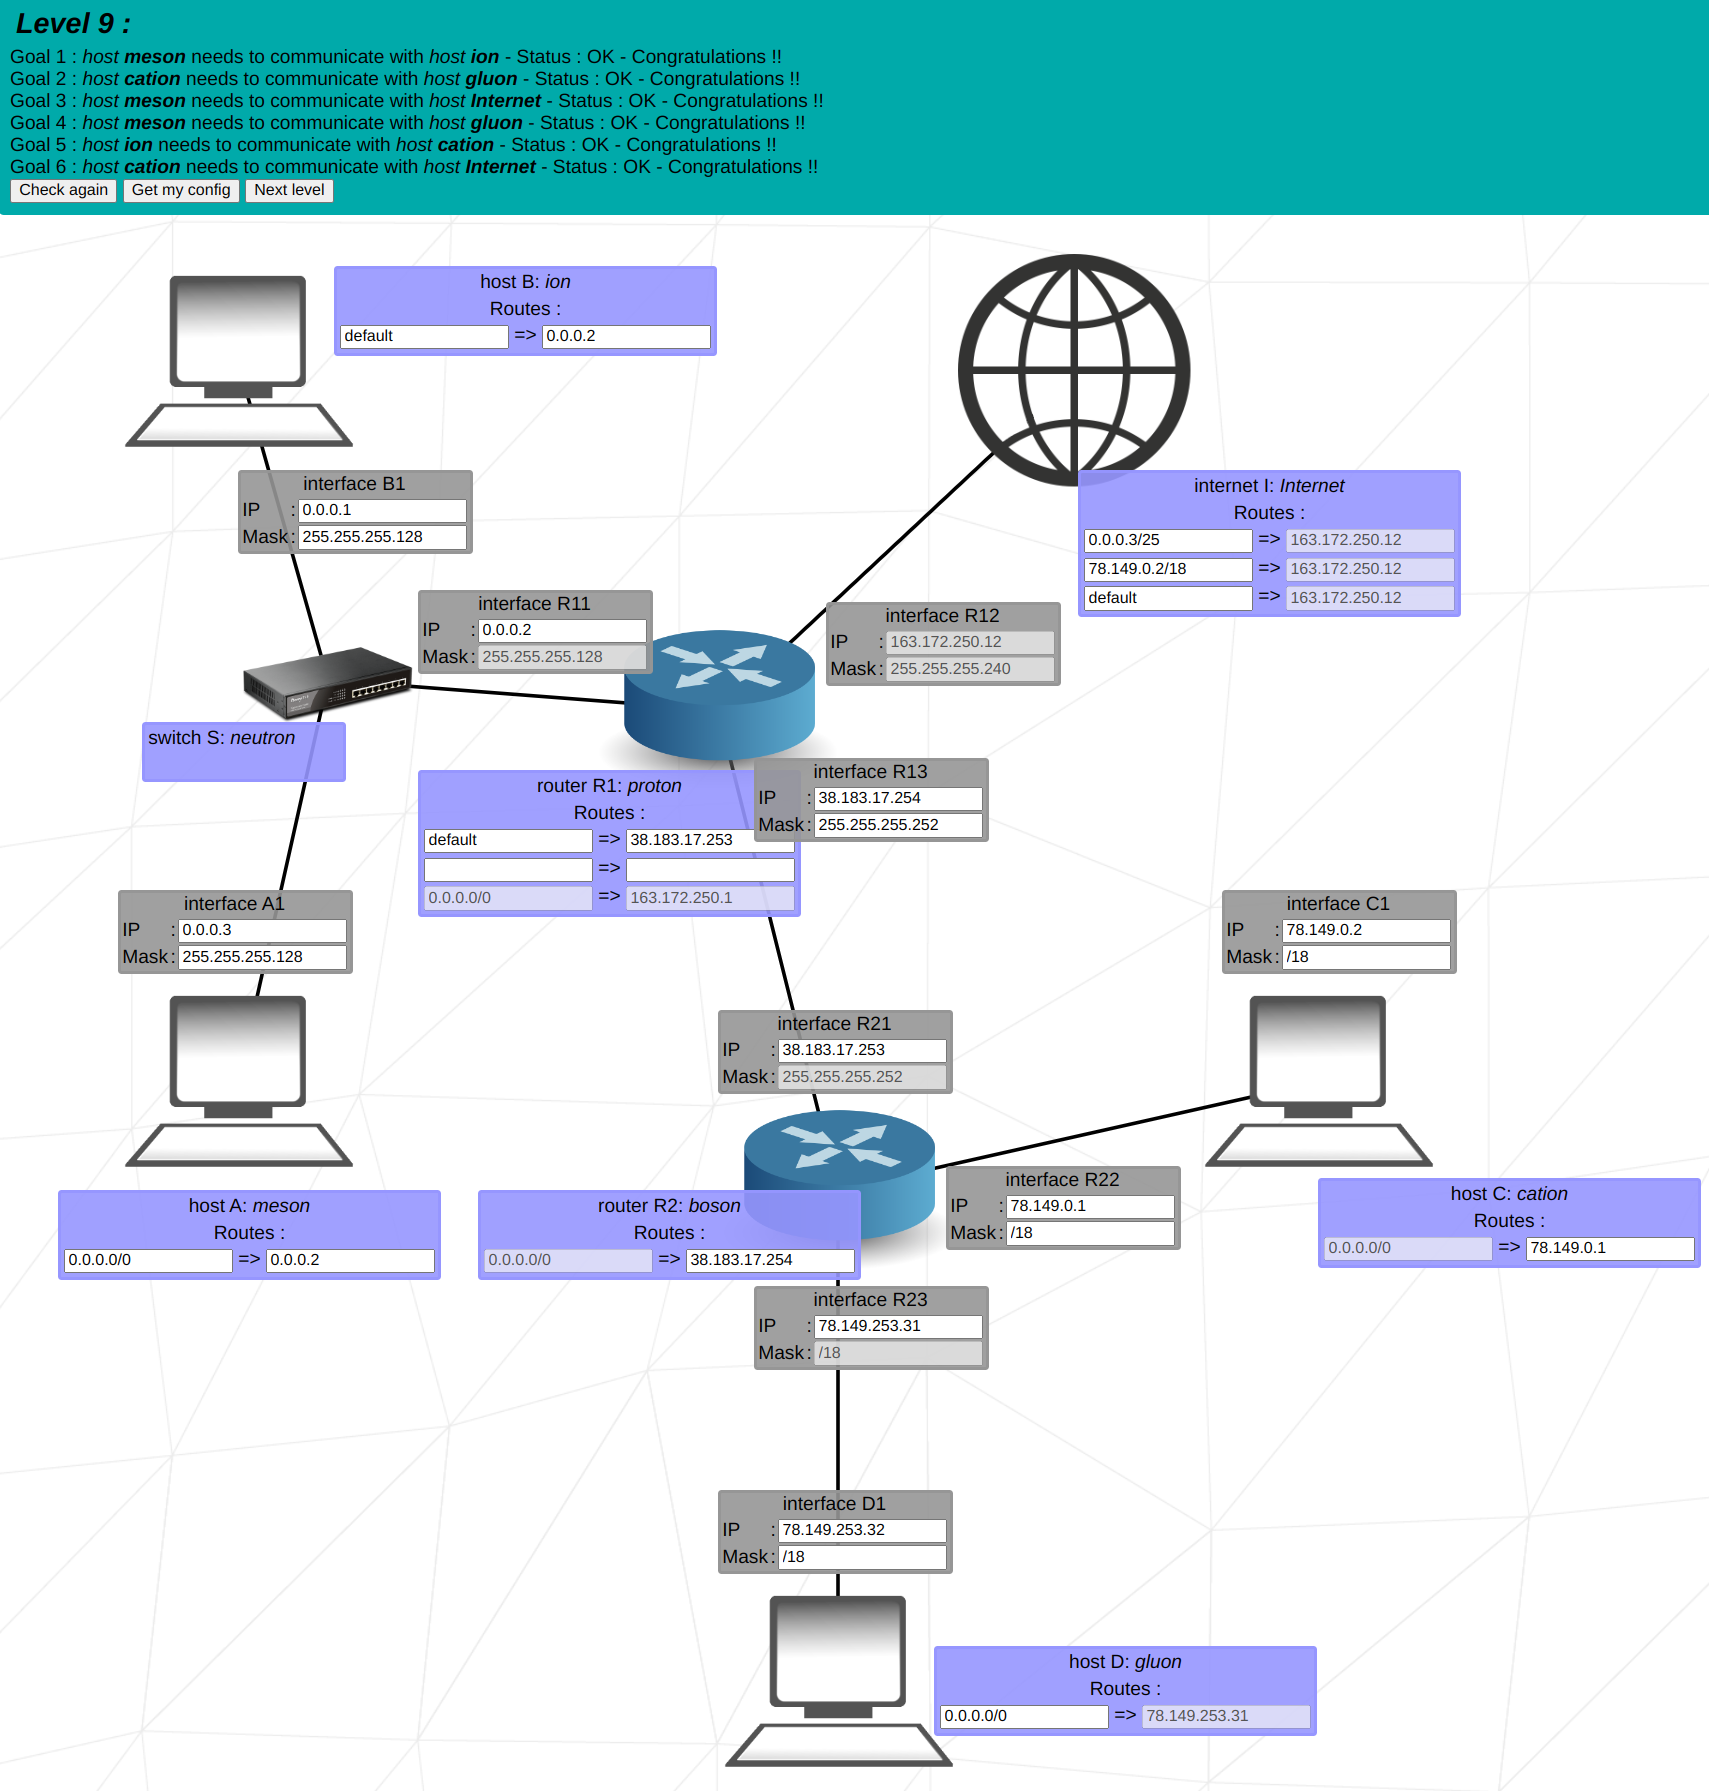 Level 9 :
Goal 1 : host meson needs to communicate with host ion - Status : OK - Congratulations !!
Goal 2 : host cation needs to communicate with host gluon - Status : OK - Congratulations !!
Goal 3 : host meson needs to communicate with host Internet - Status : OK - Congratulations !!
Goal 4 : host meson needs to communicate with host gluon - Status : OK - Congratulations !!
Goal 5 : host ion needs to communicate with host cation - Status : OK - Congratulations !!
Goal 6 : host cation needs to communicate with host Internet - Status : OK - Congratulations !!
Check again Get my config Next level
host B: ion
Routes :
default => 0.0.0.2
interface B1
IP : 0.0.0.1
Mask : 255.255.255.128
internet I: Internet
Routes :
0.0.0.3/25 => 163.172.250.12
78.149.0.2/18 => 163.172.250.12
default => 163.172.250.12
interface R11
IP : 0.0.0.2
Mask : 255.255.255.128
interface R12
IP : 163.172.250.12
Mask : 255.255.255.240
switch S: neutron
router R1: proton
Routes :
default => 38.183.17.253
=>
0.0.0.0/0 => 163.172.250.1
interface R13
IP : 38.183.17.254
Mask : 255.255.255.252
interface A1
IP : 0.0.0.3
Mask : 255.255.255.128
interface C1
IP : 78.149.0.2
Mask : /18
interface R21
IP : 38.183.17.253
Mask : 255.255.255.252
host A: meson
Routes :
0.0.0.0/0 => 0.0.0.2
router R2: boson
Routes :
0.0.0.0/0 => 38.183.17.254
interface R22
IP : 78.149.0.1
Mask : /18
host C: cation
Routes :
0.0.0.0/0 => 78.149.0.1
interface R23
IP : 78.149.253.31
Mask : /18
interface D1
IP : 78.149.253.32
Mask : /18
host D: gluon
Routes :
0.0.0.0/0 => 78.149.253.31